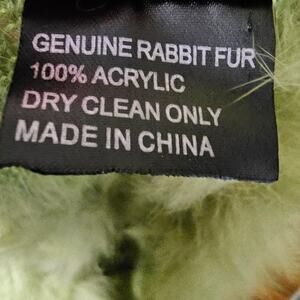 GENUINE RABBIT FUR
100% ACRYLIC
DRY CLEAN ONLY
MADE IN CHINA